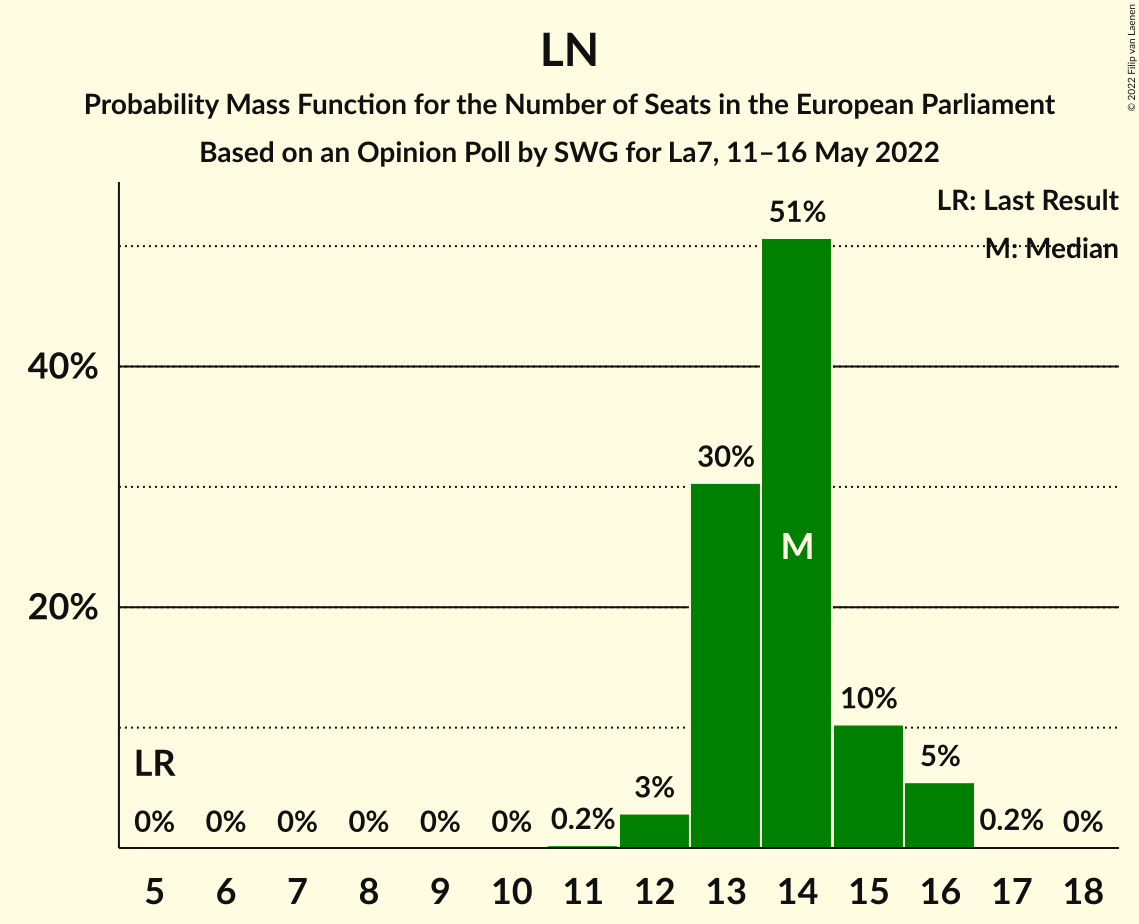 LN
Probability Mass Function for the Number of Seats in the European Parliament
Based on an Opinion Poll by SWG for La7, 11–16 May 2022
© 2022 Filip van Laenen
LR: Last Result
M: Median
51%
40%
30%
M
20%
10%
LR
5%
3%
0% 0% 0% 0% 0% 0% 0.2% 0.2% 0%
5 6 7 8 9 10 11 12 13 14 15 16 17 18